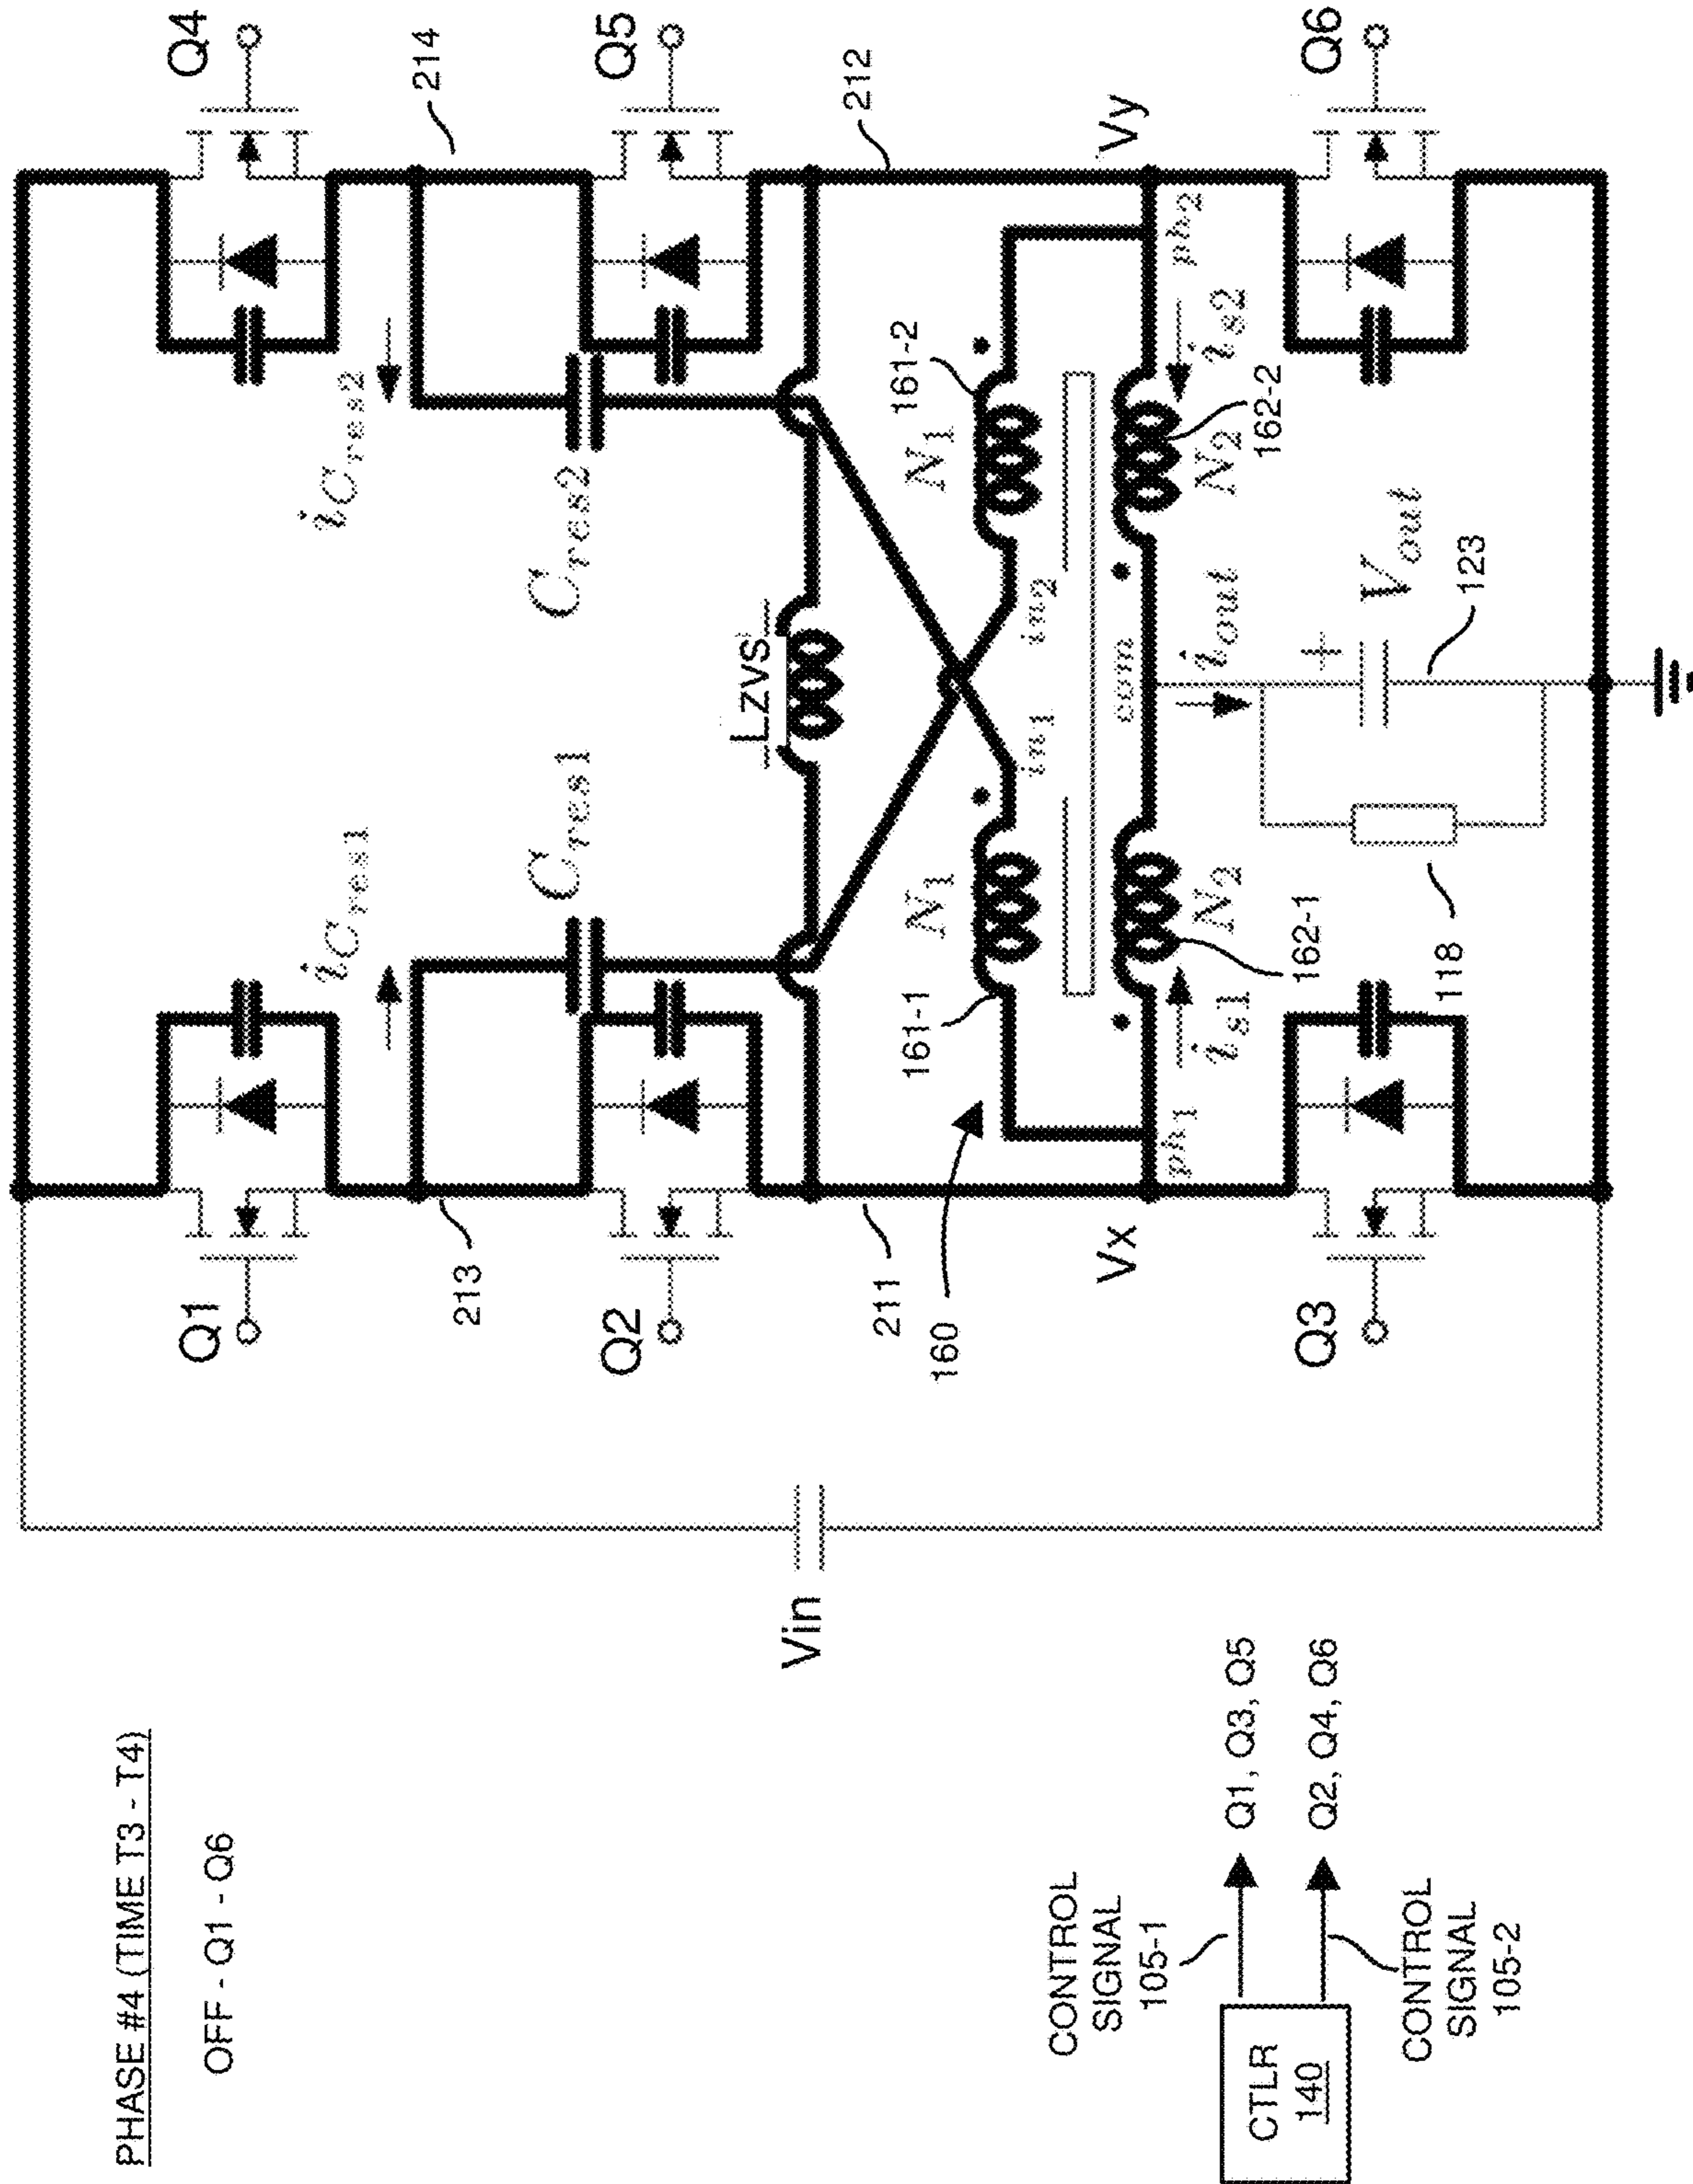 PHASE #4 (TIME T3 - T4)
OFF - Q1 - Q6
Q1
Q4
213
214
iCres1
iCres2
Q2
Q5
Cres1
Cres2
Lzvs
211
212
160
161-1
161-2
N1
N1
in1
in2
Vin
Vx
Vy
ph1
ph2
com
is1
is2
N2
N2
162-1
162-2
iout
+
Vout
118
123
Q3
Q6
CTLR
140
CONTROL
SIGNAL
105-1
Q1, Q3, Q5
Q2, Q4, Q6
CONTROL
SIGNAL
105-2